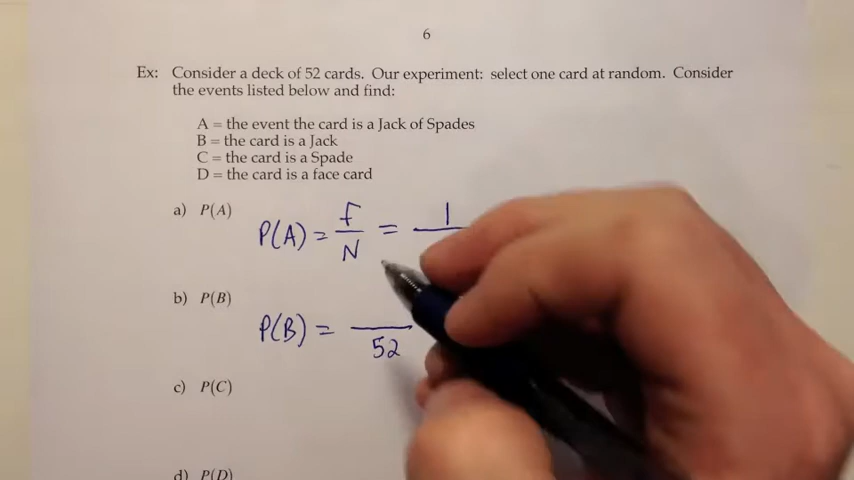 6
Ex: Consider a deck of 52 cards. Our experiment: select one card at random. Consider
the events listed below and find:
A = the event the card is a Jack of Spades
B = the card is a Jack
C = the card is a Spade
D = the card is a face card
a) P(A)
P(A) = f/N = 1/
b) P(B)
P(B) = /52
c) P(C)
d) P(D)